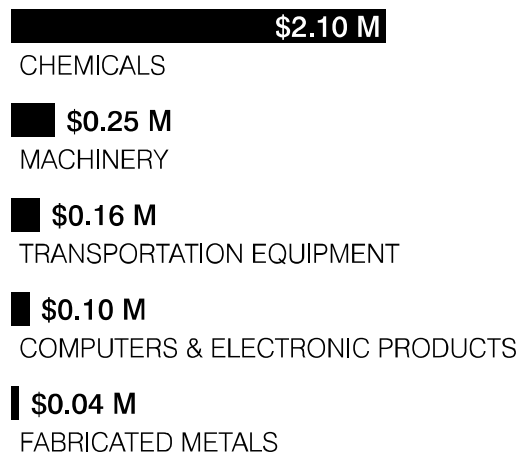 $2.10 M
CHEMICALS
$0.25 M
MACHINERY
$0.16 M
TRANSPORTATION EQUIPMENT
$0.10 M
COMPUTERS & ELECTRONIC PRODUCTS
$0.04 M
FABRICATED METALS